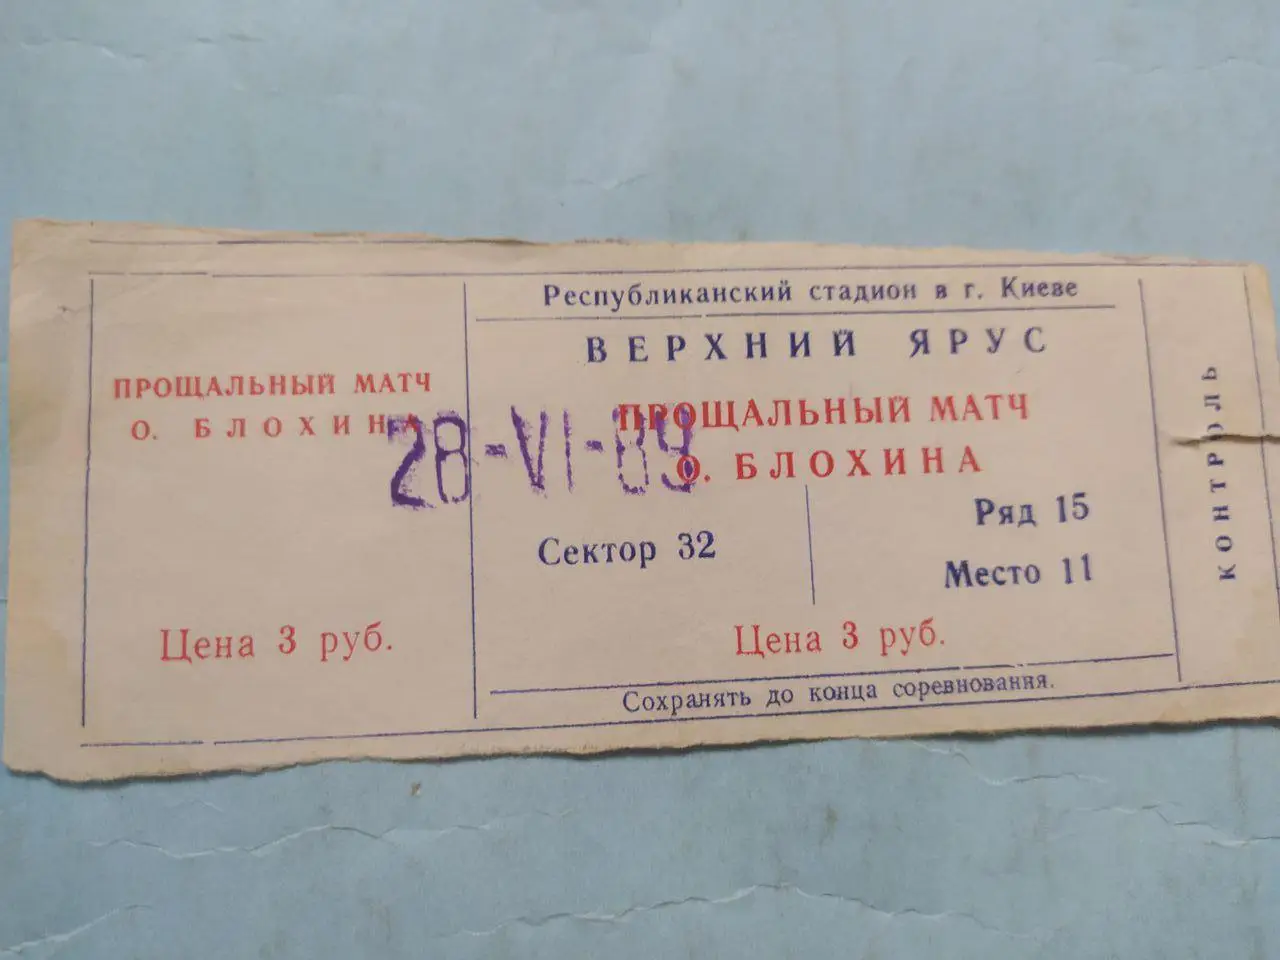 ПРОЩАЛЬНЫЙ МАТЧ
О. БЛОХИНА
Цена 3 руб.
28-VI-89
Республиканский стадион в г. Киеве
ВЕРХНИЙ ЯРУС
ПРОЩАЛЬНЫЙ МАТЧ
О. БЛОХИНА
Сектор 32
Ряд 15
Место 11
Цена 3 руб.
Сохранять до конца соревнования.
КОНТРОЛЬ